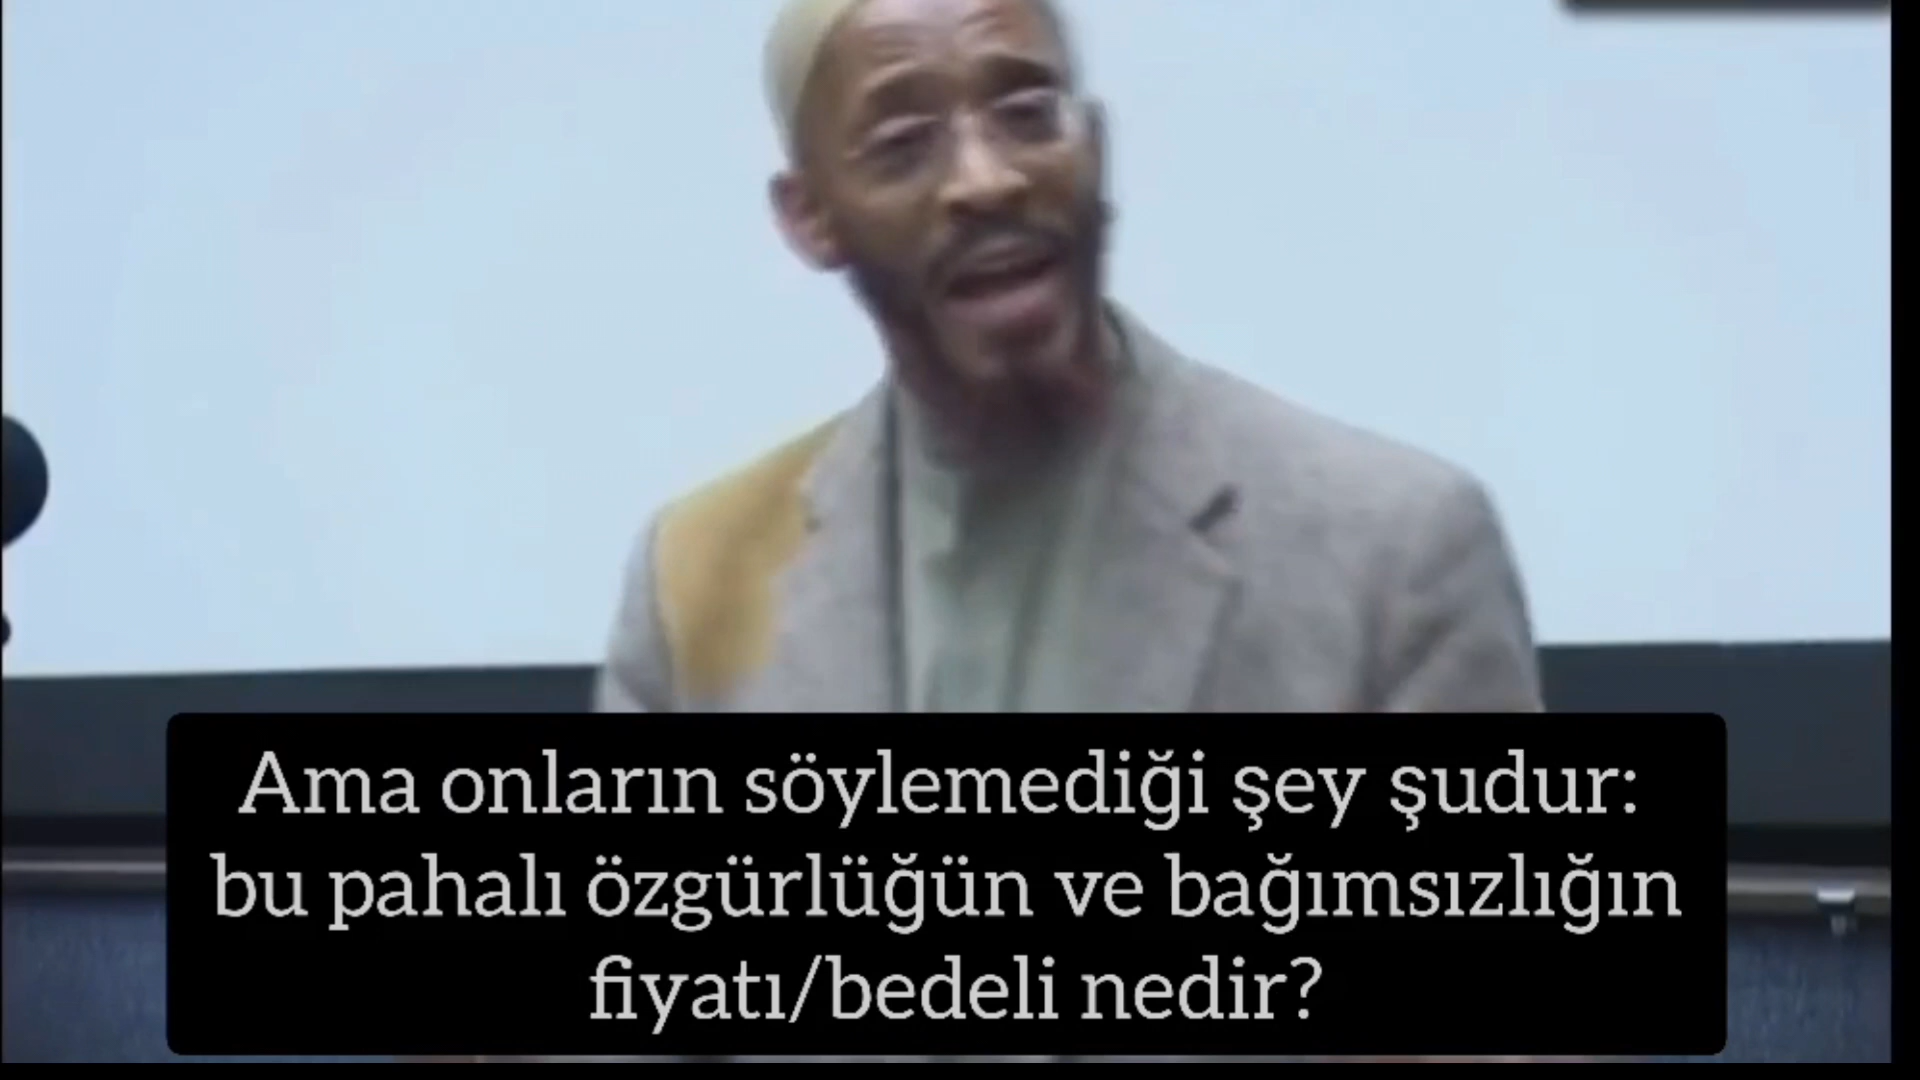 Ama onların söylemediği şey şudur:
bu pahalı özgürlüğün ve bağımsızlığın
fiyatı/bedeli nedir?